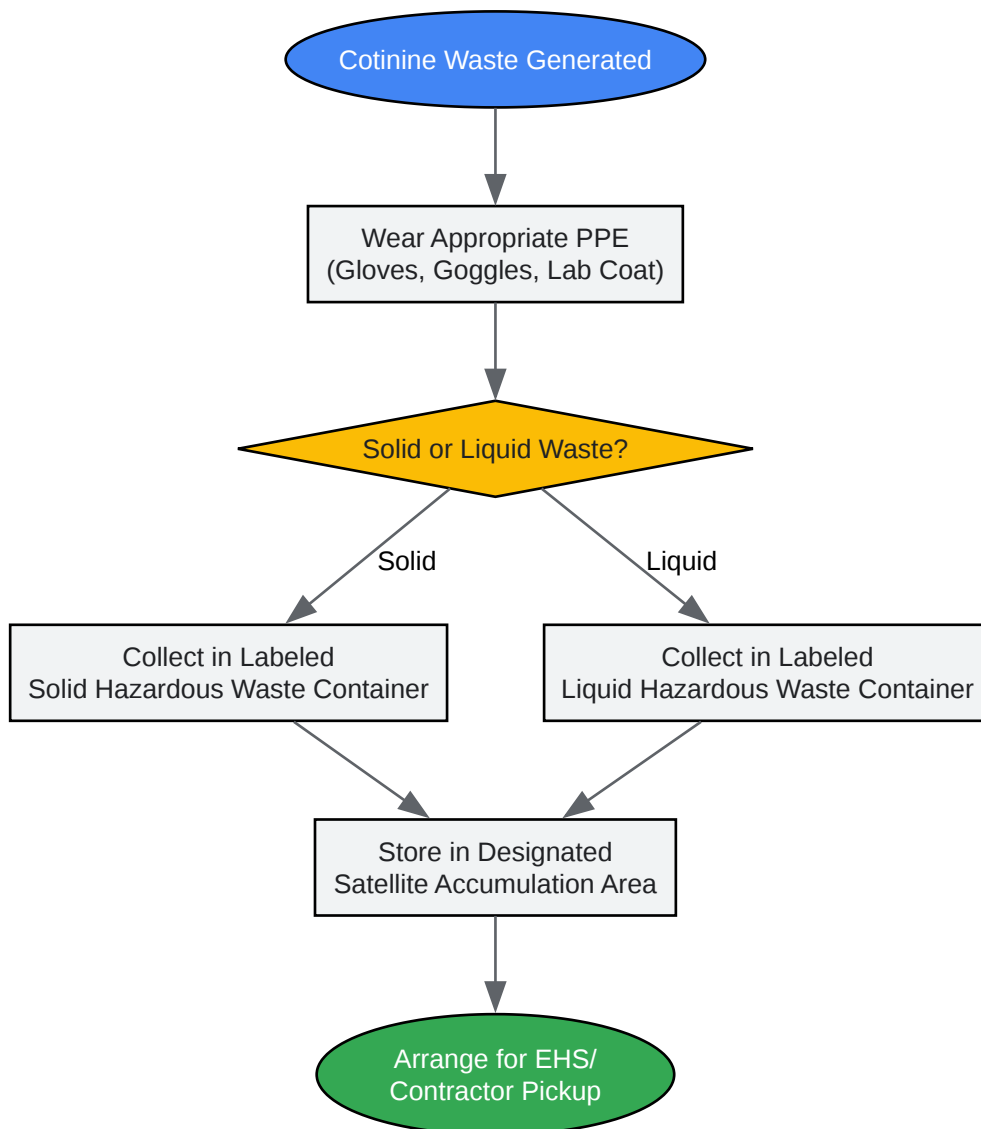 Cotinine Waste Generated
Wear Appropriate PPE
(Gloves, Goggles, Lab Coat)
Solid or Liquid Waste?
Solid
Liquid
Collect in Labeled
Solid Hazardous Waste Container
Collect in Labeled
Liquid Hazardous Waste Container
Store in Designated
Satellite Accumulation Area
Arrange for EHS/
Contractor Pickup